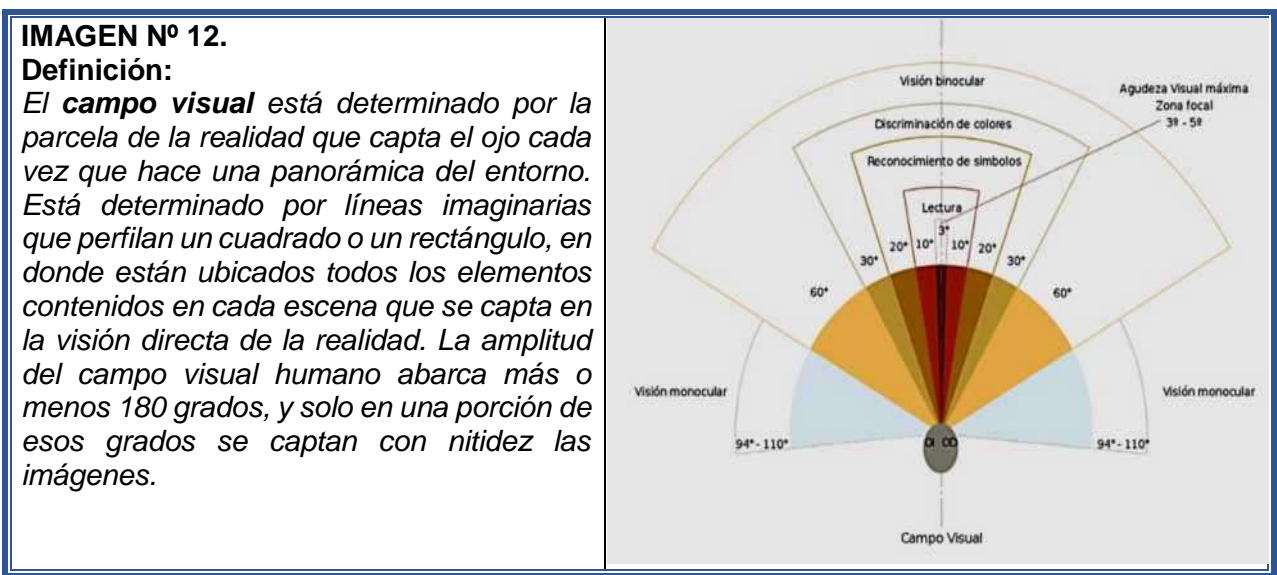 IMAGEN Nº 12.
Definición:
El campo visual está determinado por la
parcela de la realidad que capta el ojo cada
vez que hace una panorámica del entorno.
Está determinado por líneas imaginarias
que perfilan un cuadrado o un rectángulo, en
donde están ubicados todos los elementos
contenidos en cada escena que se capta en
la visión directa de la realidad. La amplitud
del campo visual humano abarca más o
menos 180 grados, y solo en una porción de
esos grados se captan con nitidez las
imágenes.
Visión binocular
Agudeza Visual máxima
Zona focal
3º - 5º
Discriminación de colores
Reconocimiento de simbolos
Lectura
3°
30° 20° 10° 10° 20° 30°
60° 60°
Visión monocular Visión monocular
94°- 110° OI OD 94°- 110°
Campo Visual